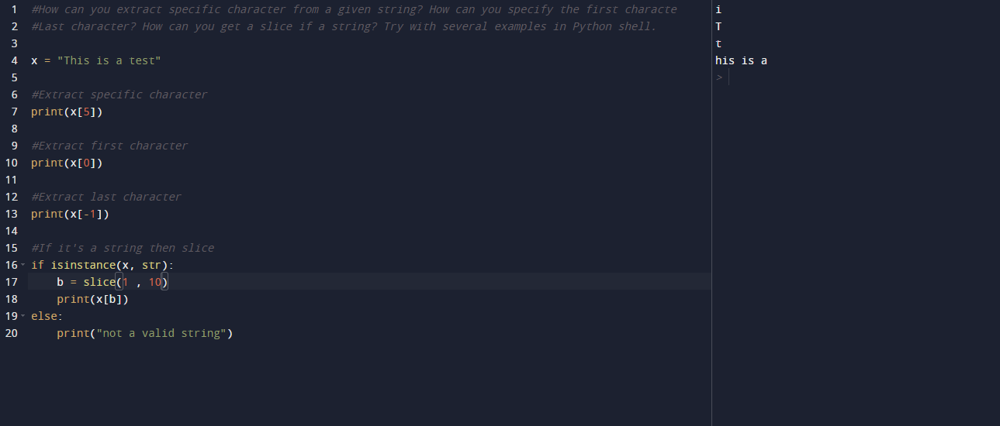 1 #How can you extract specific character from a given string? How can you specify the first characte
2 #Last character? How can you get a slice if a string? Try with several examples in Python shell.
3
4 x = "This is a test"
5
6 #Extract specific character
7 print(x[5])
8
9 #Extract first character
10 print(x[0])
11
12 #Extract last character
13 print(x[-1])
14
15 #If it's a string then slice
16 if isinstance(x, str):
17     b = slice(1 , 10)
18     print(x[b])
19 else:
20     print("not a valid string")
i
T
t
his is a
>